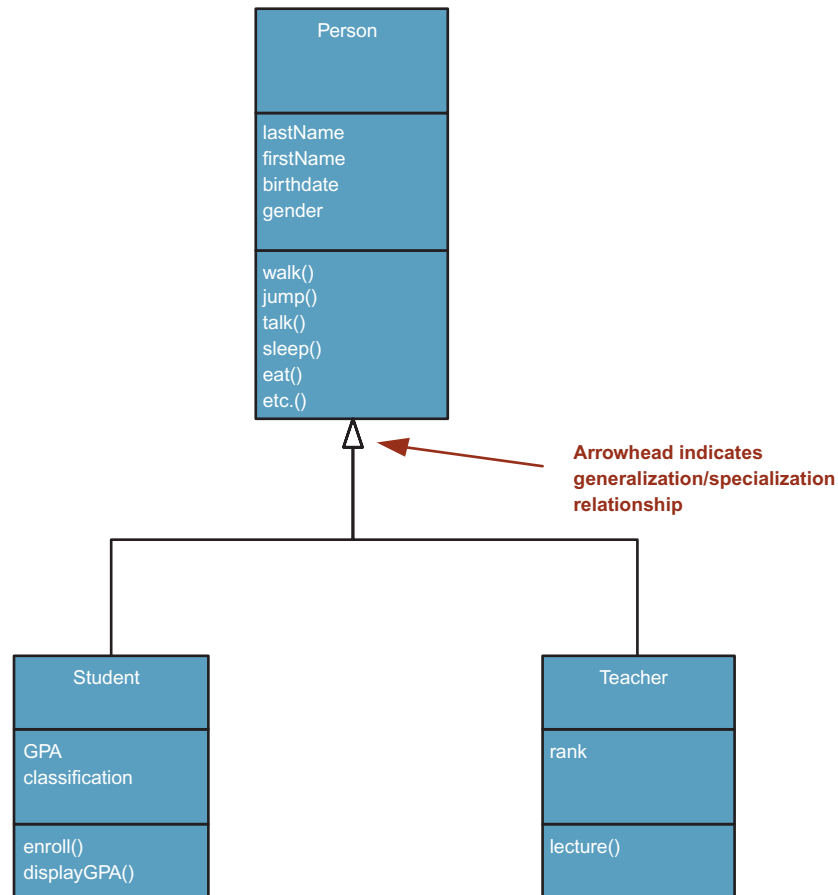 Person
lastName
firstName
birthdate
gender
walk()
jump()
talk()
sleep()
eat()
etc.()
Arrowhead indicates
generalization/specialization
relationship
Student
GPA
classification
enroll()
displayGPA()
Teacher
rank
lecture()